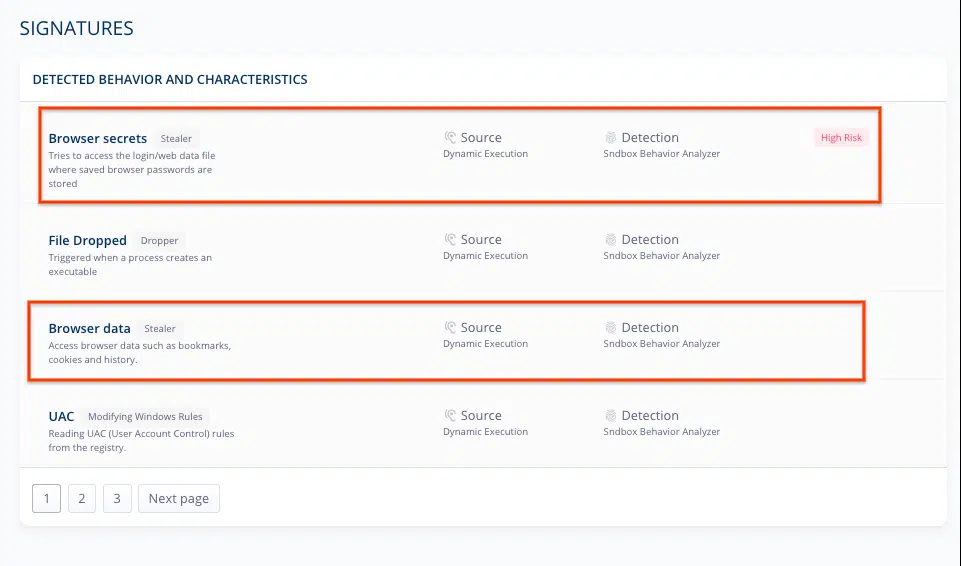 SIGNATURES
DETECTED BEHAVIOR AND CHARACTERISTICS
Browser secrets Stealer
Tries to access the login/web data file
where saved browser passwords are
stored
Source
Dynamic Execution
Detection
Sndbox Behavior Analyzer
High Risk
File Dropped Dropper
Triggered when a process creates an
executable
Source
Dynamic Execution
Detection
Sndbox Behavior Analyzer
Browser data Stealer
Access browser data such as bookmarks,
cookies and history.
Source
Dynamic Execution
Detection
Sndbox Behavior Analyzer
UAC Modifying Windows Rules
Reading UAC (User Account Control) rules
from the registry.
Source
Dynamic Execution
Detection
Sndbox Behavior Analyzer
1 2 3 Next page